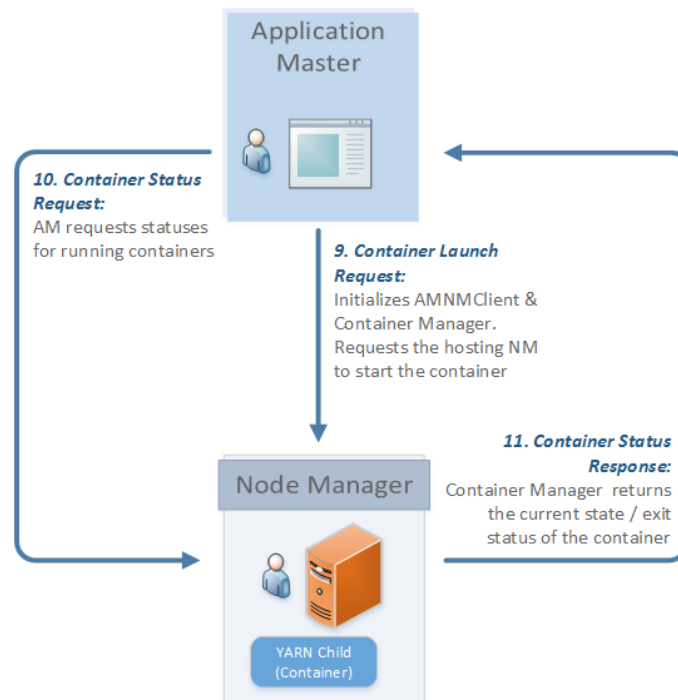 Application
Master
10. Container Status
Request:
AM requests statuses
for running containers
9. Container Launch
Request:
Initializes AMNMClient &
Container Manager.
Requests the hosting NM
to start the container
11. Container Status
Response:
Container Manager returns
the current state / exit
status of the container
Node Manager
YARN Child
(Container)